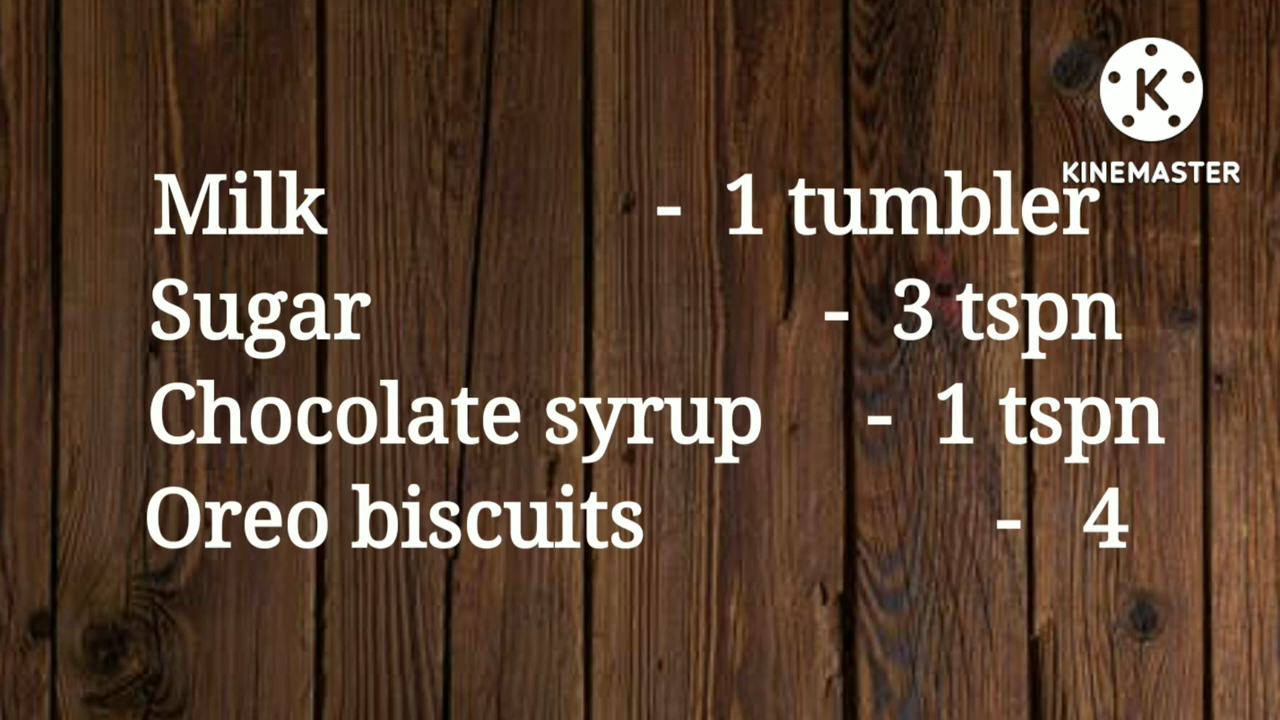 K
KINEMASTER
Milk - 1 tumbler
Sugar - 3 tspn
Chocolate syrup - 1 tspn
Oreo biscuits - 4